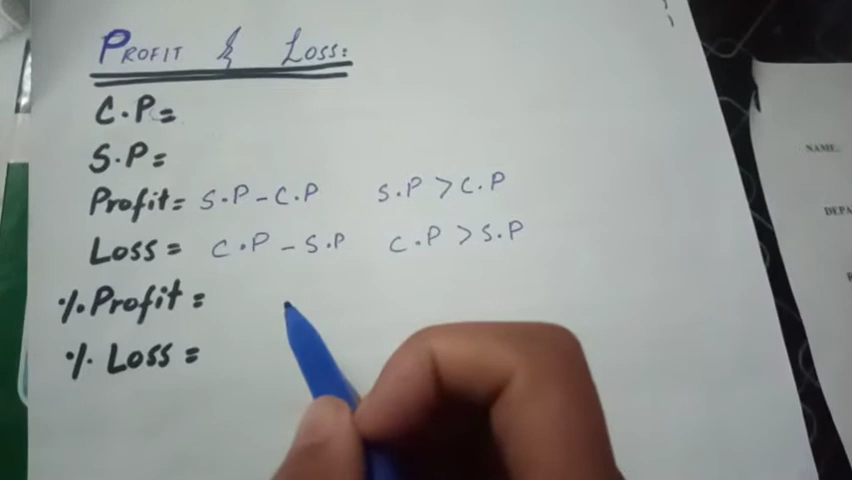 PROFIT & LOSS:
C.P=
S.P=
Profit= S.P-C.P S.P >C.P
Loss= C.P-S.P C.P >S.P
%Profit=
% Loss=
NAME: